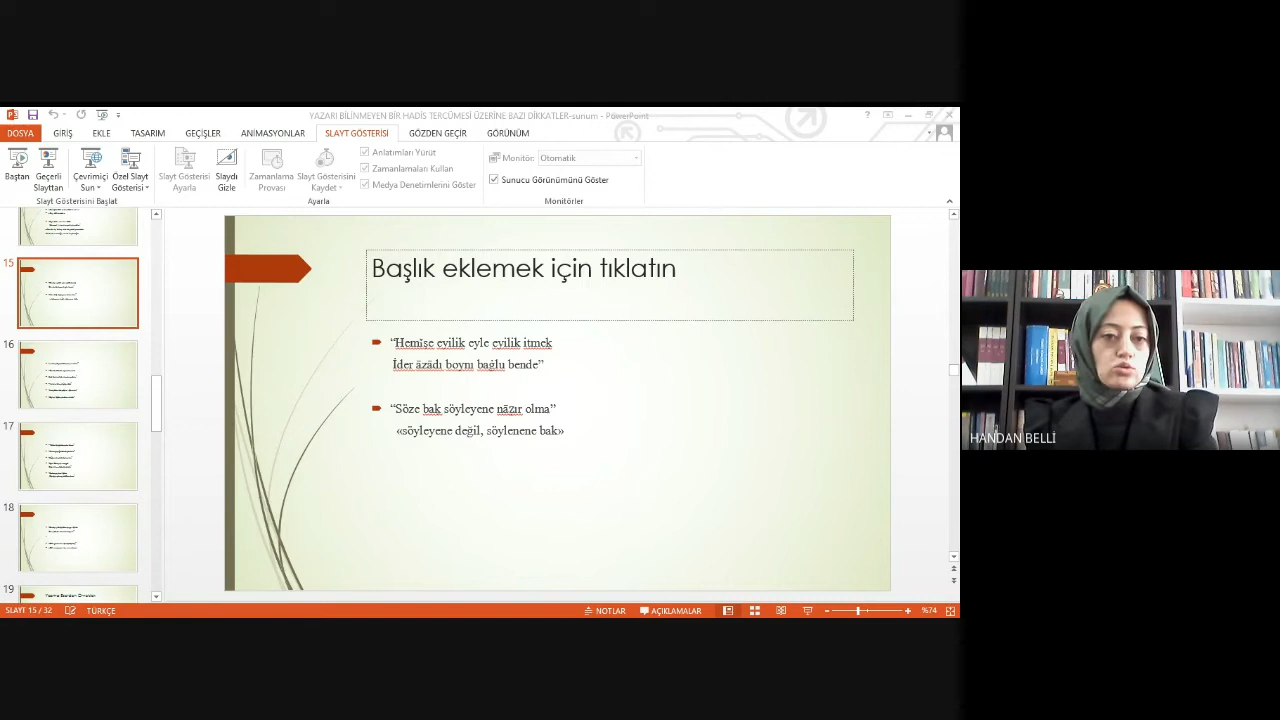 YAZARI BİLİNMEYEN BİR HADİS TERCÜMESİ ÜZERİNE BAZI DİKKATLER-sunum - PowerPoint
DOSYA GİRİŞ EKLE TASARIM GEÇİŞLER ANİMASYONLAR SLAYT GÖSTERİSİ GÖZDEN GEÇİR GÖRÜNÜM
Baştan
Geçerli Slayttan
Çevrimiçi Sun
Özel Slayt Gösterisi
Slayt Gösterisini Başlat
Slayt Gösterisi Ayarla
Slaydı Gizle
Zamanlama Provası
Slayt Gösterisini Kaydet
Anlatımları Yürüt
Zamanlamaları Kullan
Medya Denetimlerini Göster
Ayarla
Monitör: Otomatik
Sunucu Görünümünü Göster
Monitörler
15
16
17
18
19
Başlık eklemek için tıklatın
“Hemîşe eyilik eyle eyilik itmek
İder āzādı boynı bağlu bende”
“Söze bak söyleyene nāẓır olma”
«söyleyene değil, söylenene bak»
HANDAN BELLİ
SLAYT 15 / 32 TÜRKÇE NOTLAR AÇIKLAMALAR %74